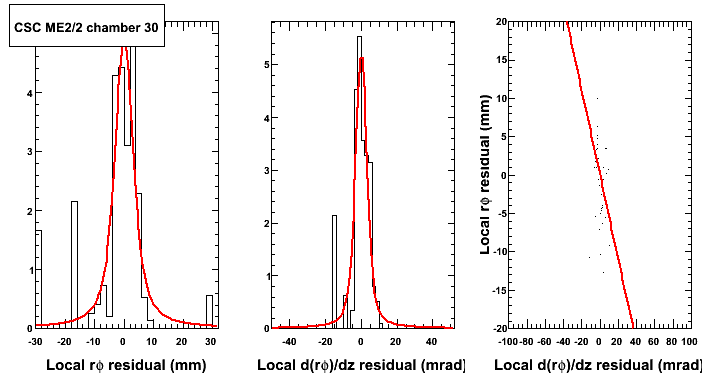 CSC ME2/2 chamber 30
4
3
2
1
0
-30 -20 -10 0 10 20 30
Local rϕ residual (mm)
5
4
3
2
1
0
-40 -20 0 20 40
Local d(rϕ)/dz residual (mrad)
Local rϕ residual (mm)
20
15
10
5
0
-5
-10
-15
-20
-100 -80 -60 -40 -20 0 20 40 60 80 100
Local d(rϕ)/dz residual (mrad)